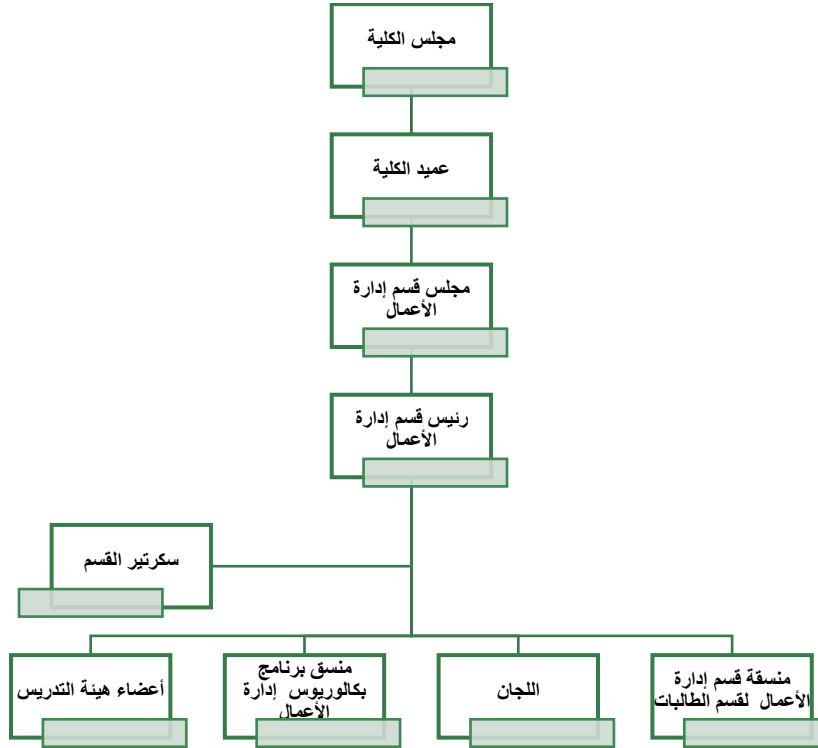 مجلس الكلية
عميد الكلية
مجلس قسم إدارة
الأعمال
رئيس قسم إدارة
الأعمال
سكرتير القسم
منسقة قسم إدارة
الأعمال لقسم الطالبات
اللجان
منسق برنامج
بكالوريوس إدارة
الأعمال
أعضاء هيئة التدريس